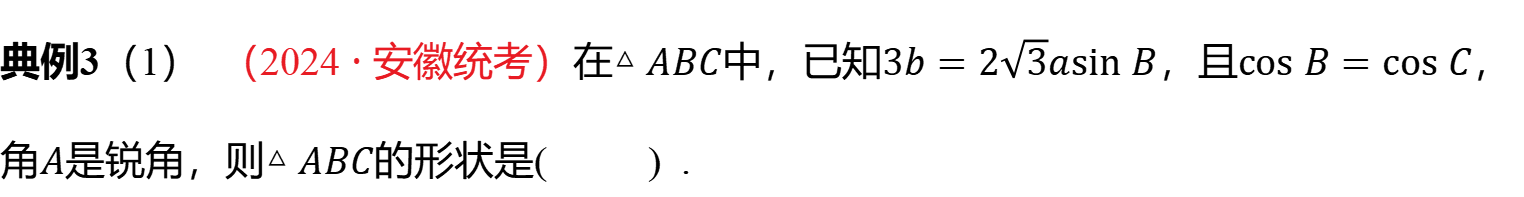 典例3（1）（2024·安徽统考）在△ABC中，已知3b = 2√3asin B，且cos B = cos C，
角A是锐角，则△ABC的形状是( ).